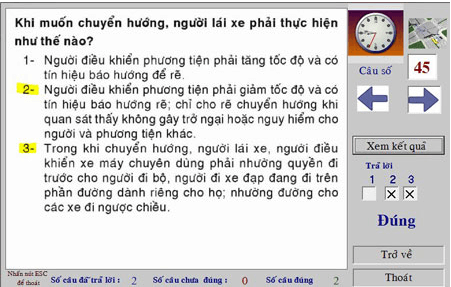 Khi muốn chuyển hướng, người lái xe phải thực hiện
như thế nào?
1- Người điều khiển phương tiện phải tăng tốc độ và có
tín hiệu báo hướng để rẽ.
2- Người điều khiển phương tiện phải giảm tốc độ và có
tín hiệu báo hướng rẽ; chỉ cho rẽ chuyển hướng khi
quan sát thấy không gây trở ngại hoặc nguy hiểm cho
người và phương tiện khác.
3- Trong khi chuyển hướng, người lái xe, người điều
khiển xe máy chuyên dùng phải nhường quyền đi
trước cho người đi bộ, người đi xe đạp đang đi trên
phần đường dành riêng cho họ; nhường đường cho
các xe đi ngược chiều.
Câu số 45
Xem kết quả
Trả lời
1 2 3
Đúng
Trở về
Thoát
Nhấn nút ESC
để thoát
Số câu đã trả lời : 2 Số câu chưa đúng : 0 Số câu đúng 2